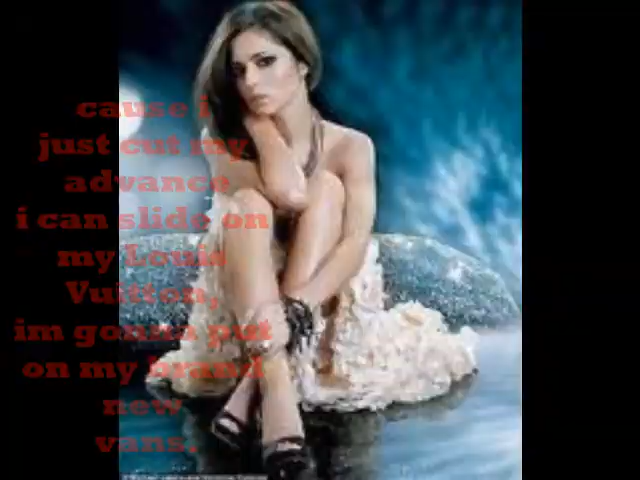 cause i
just cut my
advance
i can slide on
my Louis
Vuitton,
im gonna put
on my brand
new
vans.